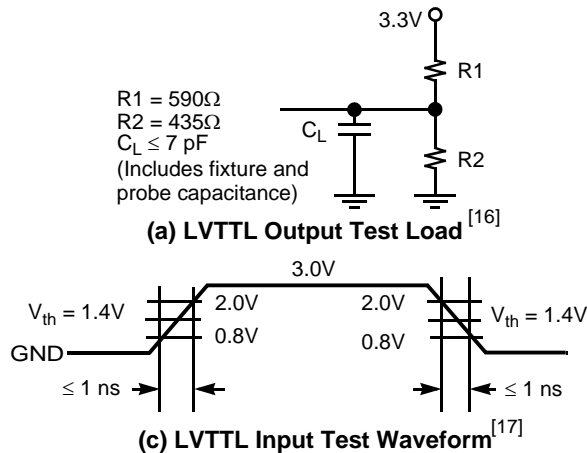 3.3V
R1
R1 = 590Ω
R2 = 435Ω
C_L ≤ 7 pF
(Includes fixture and
probe capacitance)
C_L
R2
(a) LVTTL Output Test Load [16]
3.0V
V_th = 1.4V
2.0V
0.8V
2.0V
0.8V
V_th = 1.4V
GND
≤ 1 ns
≤ 1 ns
(c) LVTTL Input Test Waveform [17]